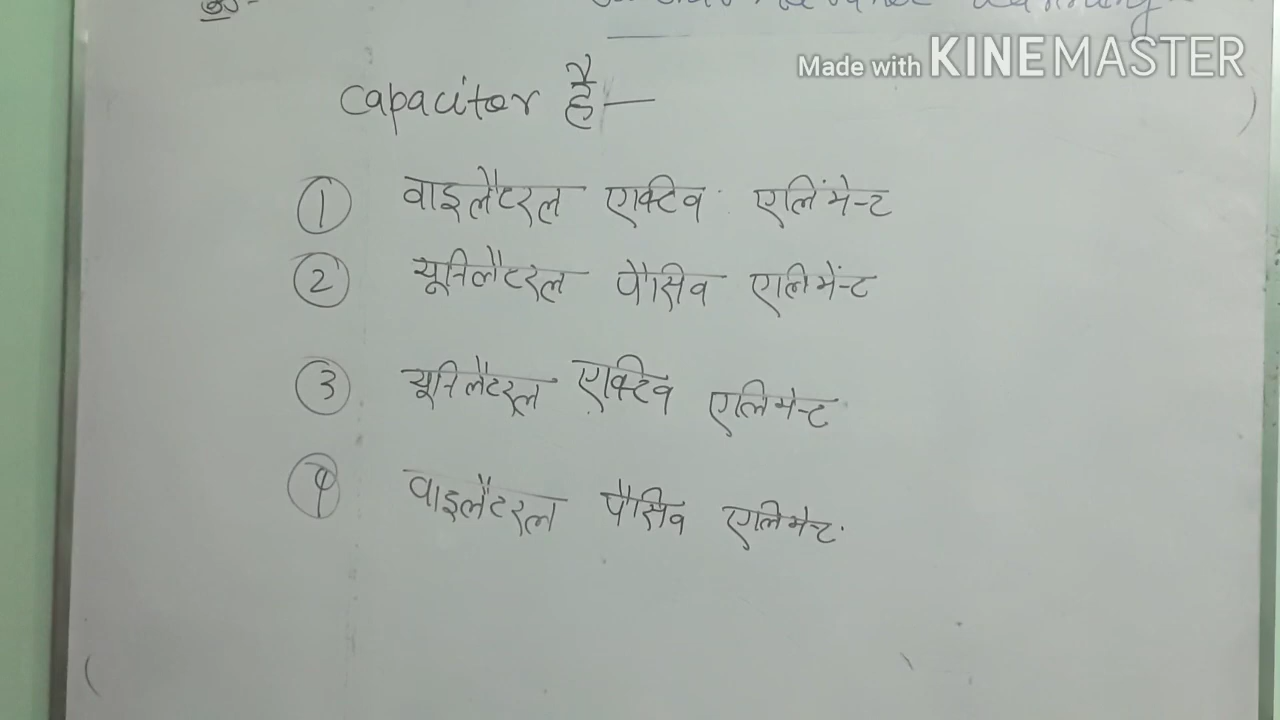 Made with KINEMASTER
Capacitor है—
① वाइलैटरल एक्टिव एलिंमेन्ट
② यूनिलैटरल पैसिव एलिमेंन्ट
③ यूनिलैटरल एक्टिव एलिमेन्ट
④ वाइलैटरल पैसिव एलिमेन्ट.